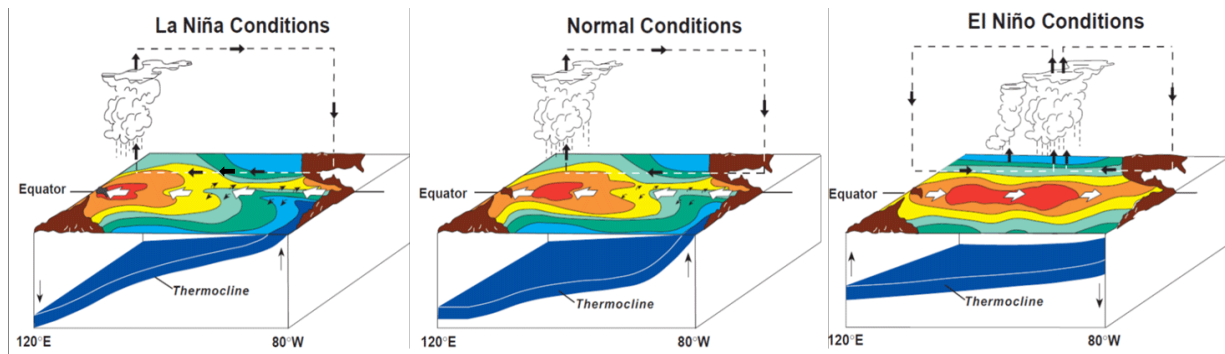 La Niña Conditions
Equator
Thermocline
120°E
80°W
Normal Conditions
Equator
Thermocline
120°E
80°W
El Niño Conditions
Equator
Thermocline
120°E
80°W